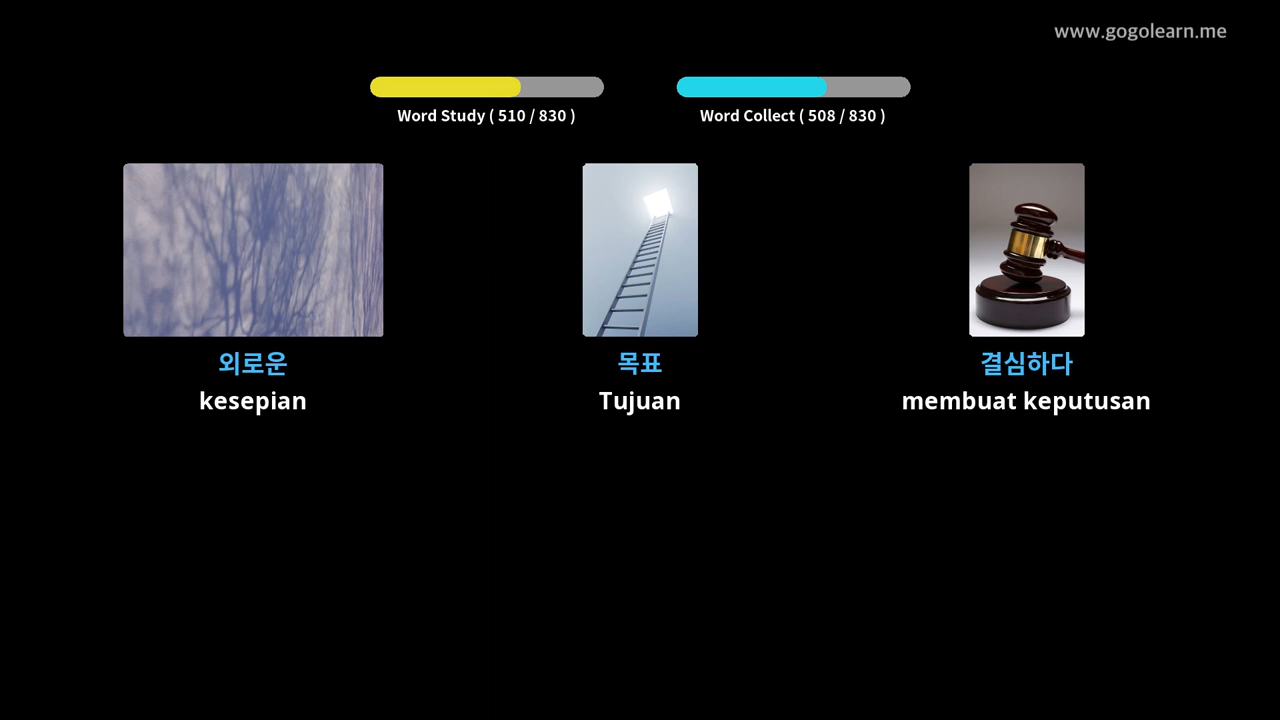 www.gogolearn.me
Word Study ( 510 / 830 )
Word Collect ( 508 / 830 )
외로운
kesepian
목표
Tujuan
결심하다
membuat keputusan